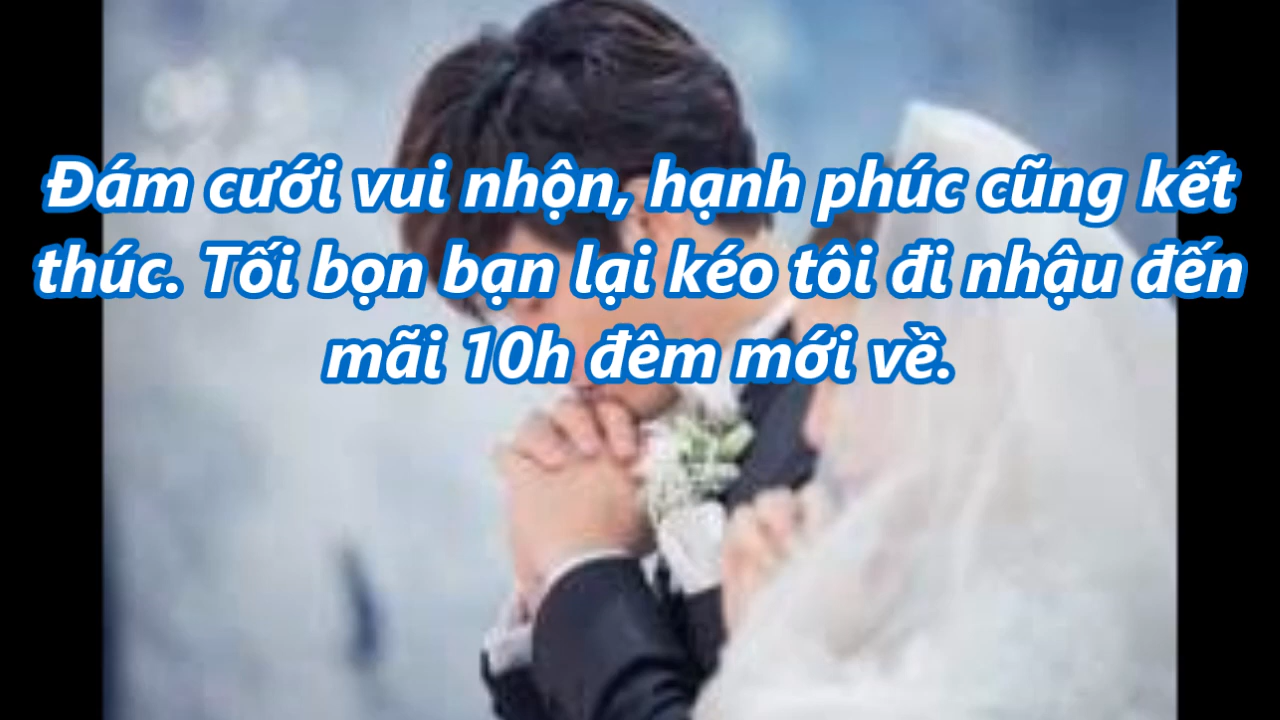 Đám cưới vui nhộn, hạnh phúc cũng kết
thúc. Tối bọn bạn lại kéo tôi đi nhậu đến
mãi 10h đêm mới về.